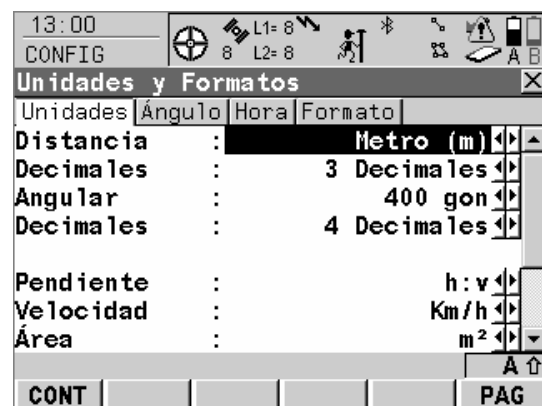 13:00
CONFIG
8 L1= 8
L2= 8
A B
Unidades y Formatos
Unidades Ángulo Hora Formato
Distancia : Metro (m)
Decimales : 3 Decimales
Angular : 400 gon
Decimales : 4 Decimales
Pendiente : h:v
Velocidad : Km/h
Área : m²
A
CONT PAG